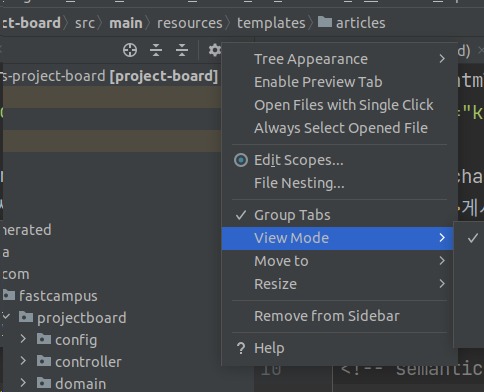 ct-board › src › main › resources › templates › articles
s-project-board [project-board]
Tree Appearance
Enable Preview Tab
Open Files with Single Click
Always Select Opened File
Edit Scopes...
File Nesting...
Group Tabs
View Mode
Move to
Resize
Remove from Sidebar
? Help
nerated
a
com
fastcampus
projectboard
config
controller
domain
d)
ntm
="k
cha
게시
10 <!-- semantic